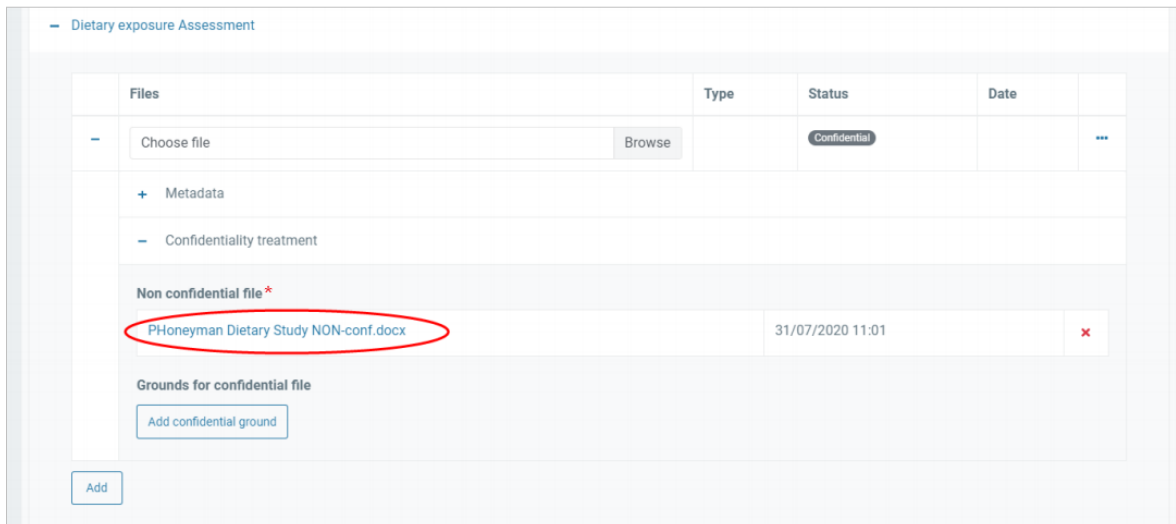 − Dietary exposure Assessment
Files Type Status Date
− Choose file Browse Confidential ...
+ Metadata
− Confidentiality treatment
Non confidential file*
PHoneyman Dietary Study NON-conf.docx 31/07/2020 11:01 ×
Grounds for confidential file
Add confidential ground
Add